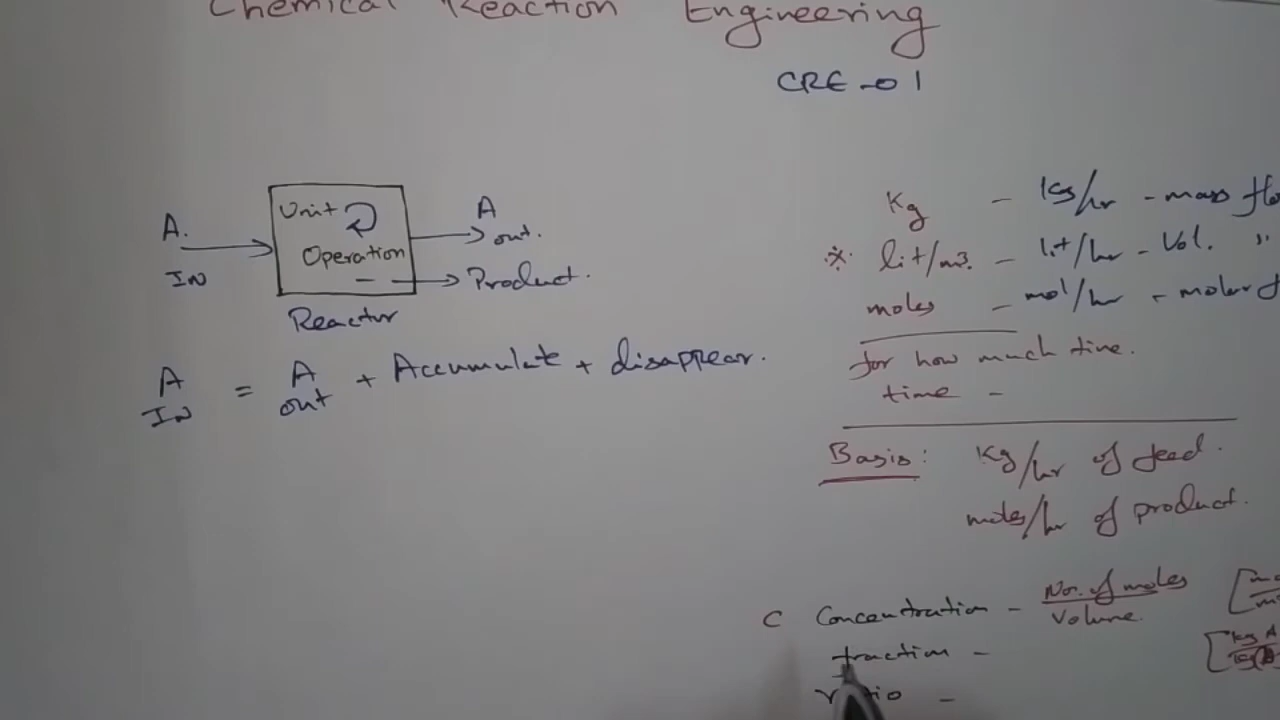 Chemical Reaction Engineering
CRE-01
A.
IN
Unit
Operation
Reactor
A
out.
Product.
A IN = A out + Accumulate + disappear.
Kg - Kg/hr - mass flo
※ lit/m3. - lit/hr - Vol. "
moles - mol/hr - molar f
for how much time.
time -
Basis: Kg/hr of feed.
moles/hr of product.
C Concentration - No. of moles / Volume.
fraction -